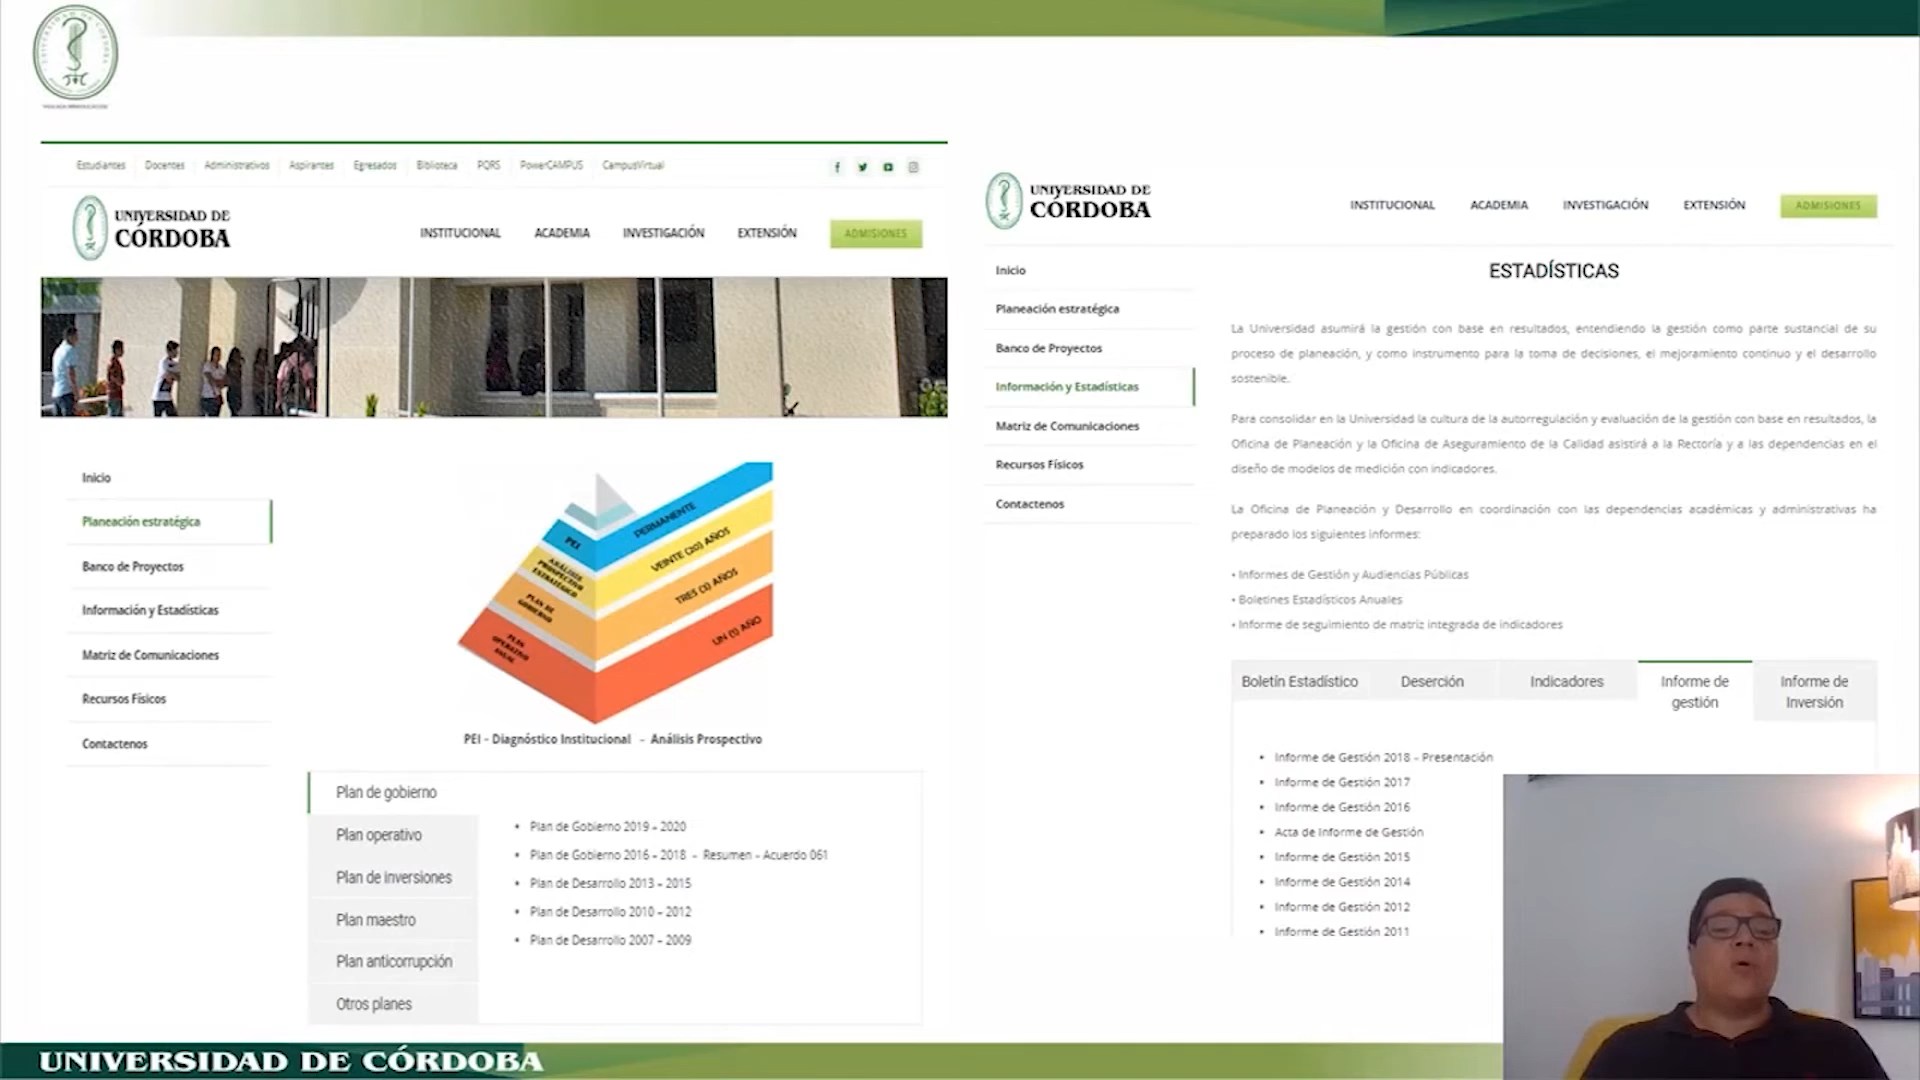 Estudiantes Docentes Administrativos Aspirantes Egresados Biblioteca PQRS PowerCAMPUS CampusVirtual
UNIVERSIDAD DE
CÓRDOBA
INSTITUCIONAL ACADEMIA INVESTIGACIÓN EXTENSIÓN ADMISIONES
Inicio
Planeación estratégica
Banco de Proyectos
Información y Estadísticas
Matriz de Comunicaciones
Recursos Físicos
Contactenos
PEI PERMANENTE
ANÁLISIS
PROSPECTIVO
ESTRATÉGICO
VEINTE (20) AÑOS
PLAN DE
GOBIERNO
TRES (3) AÑOS
PLAN
OPERATIVO
ANUAL
UN (1) AÑO
PEI - Diagnóstico Institucional - Análisis Prospectivo
Plan de gobierno
Plan operativo
Plan de inversiones
Plan maestro
Plan anticorrupción
Otros planes
• Plan de Gobierno 2019 – 2020
• Plan de Gobierno 2016 – 2018 – Resumen – Acuerdo 061
• Plan de Desarrollo 2013 – 2015
• Plan de Desarrollo 2010 – 2012
• Plan de Desarrollo 2007 – 2009
UNIVERSIDAD DE
CÓRDOBA
INSTITUCIONAL ACADEMIA INVESTIGACIÓN EXTENSIÓN ADMISIONES
Inicio
Planeación estratégica
Banco de Proyectos
Información y Estadísticas
Matriz de Comunicaciones
Recursos Físicos
Contactenos
ESTADÍSTICAS
La Universidad asumirá la gestión con base en resultados, entendiendo la gestión como parte sustancial de su
proceso de planeación, y como instrumento para la toma de decisiones, el mejoramiento continuo y el desarrollo
sostenible.
Para consolidar en la Universidad la cultura de la autorregulación y evaluación de la gestión con base en resultados, la
Oficina de Planeación y la Oficina de Aseguramiento de la Calidad asistirá a la Rectoría y a las dependencias en el
diseño de modelos de medición con indicadores.
La Oficina de Planeación y Desarrollo en coordinación con las dependencias académicas y administrativas ha
preparado los siguientes informes:
• Informes de Gestión y Audiencias Públicas
• Boletines Estadísticos Anuales
• Informe de seguimiento de matriz integrada de indicadores
Boletín Estadístico Deserción Indicadores Informe de gestión Informe de Inversión
• Informe de Gestión 2018 – Presentación
• Informe de Gestión 2017
• Informe de Gestión 2016
• Acta de Informe de Gestión
• Informe de Gestión 2015
• Informe de Gestión 2014
• Informe de Gestión 2012
• Informe de Gestión 2011
UNIVERSIDAD DE CÓRDOBA